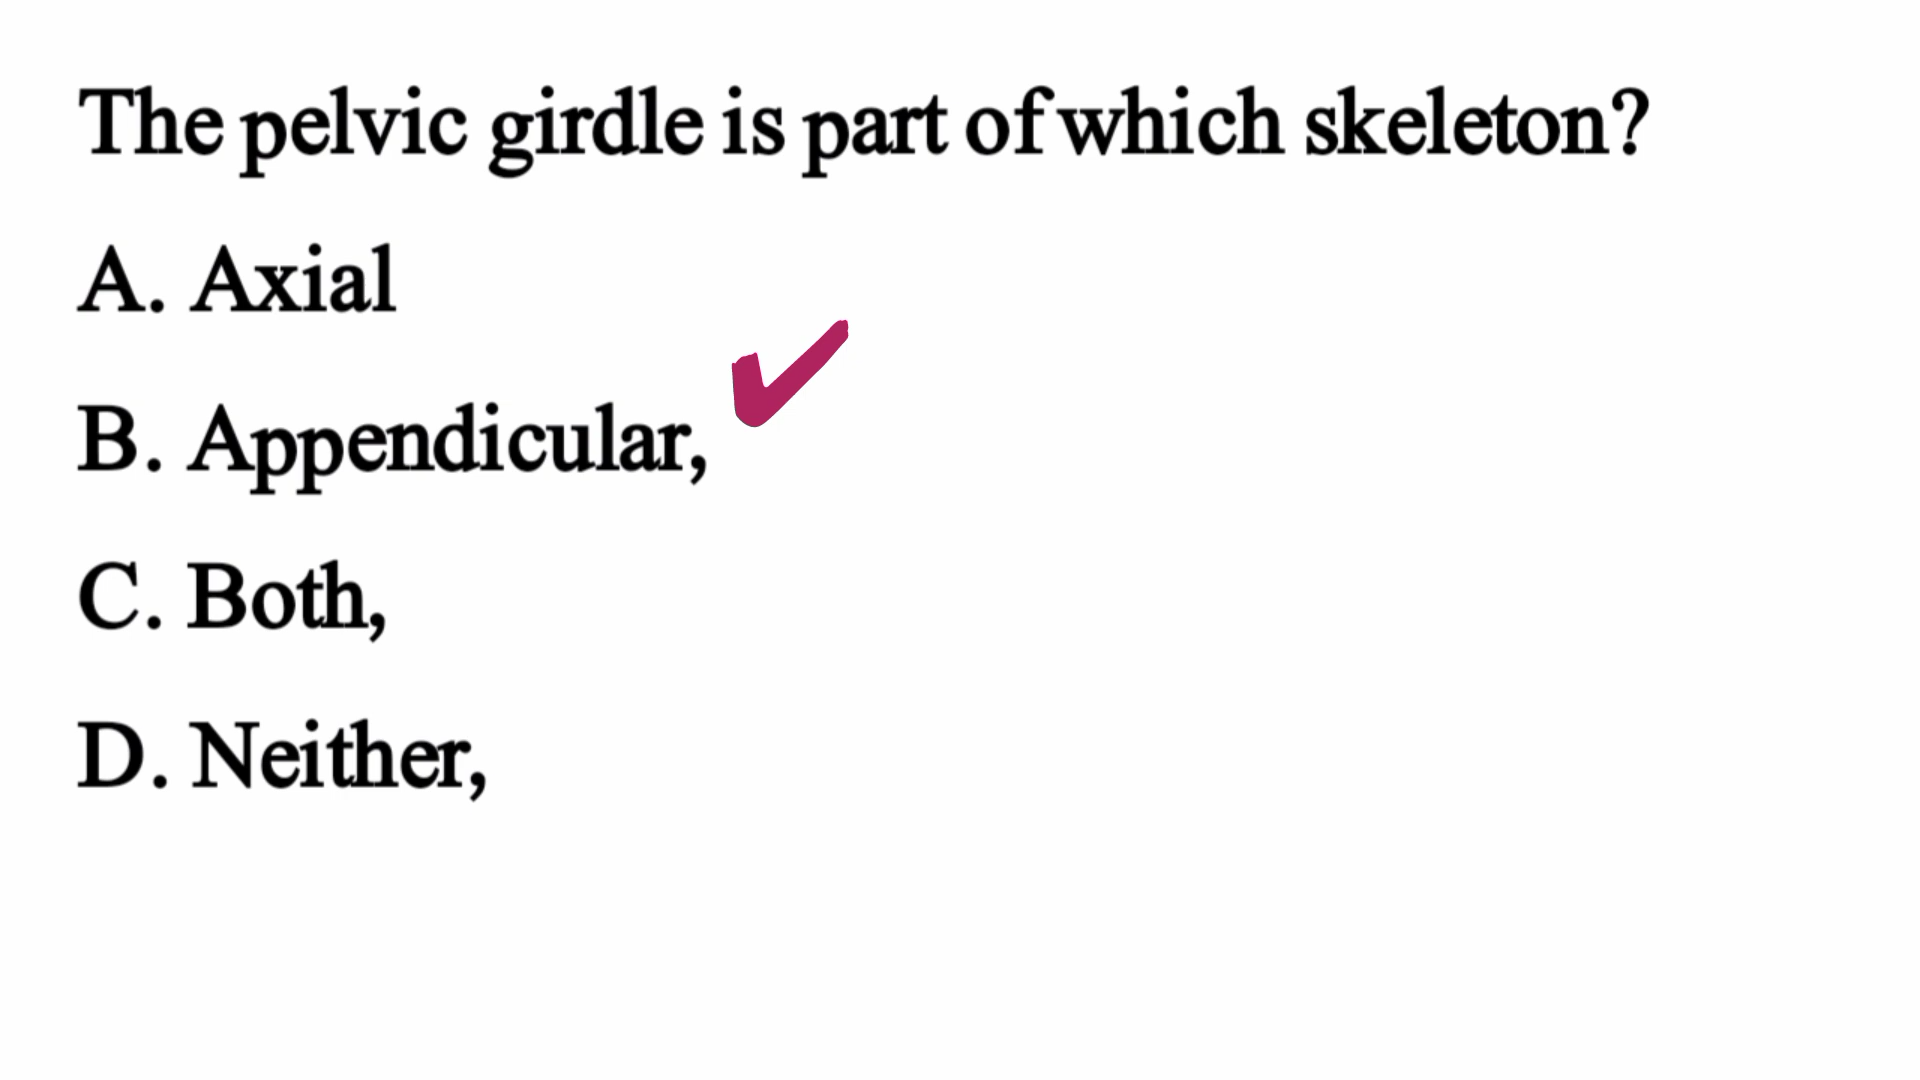 The pelvic girdle is part of which skeleton?
A. Axial
B. Appendicular,
C. Both,
D. Neither,